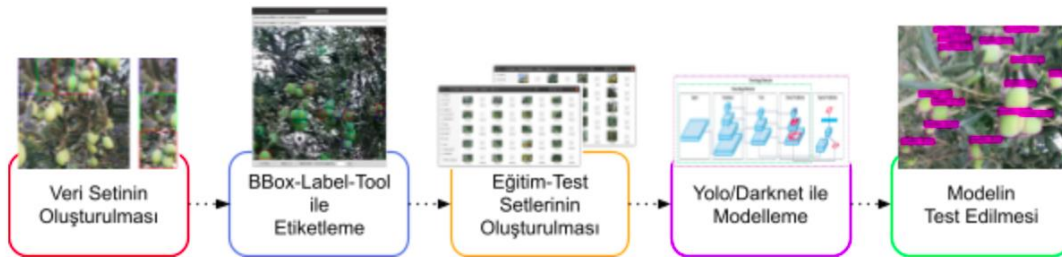 Veri Setinin
Oluşturulması
BBox-Label-Tool
ile
Etiketleme
Eğitim-Test
Setlerinin
Oluşturulması
Yolo/Darknet ile
Modelleme
Modelin
Test Edilmesi